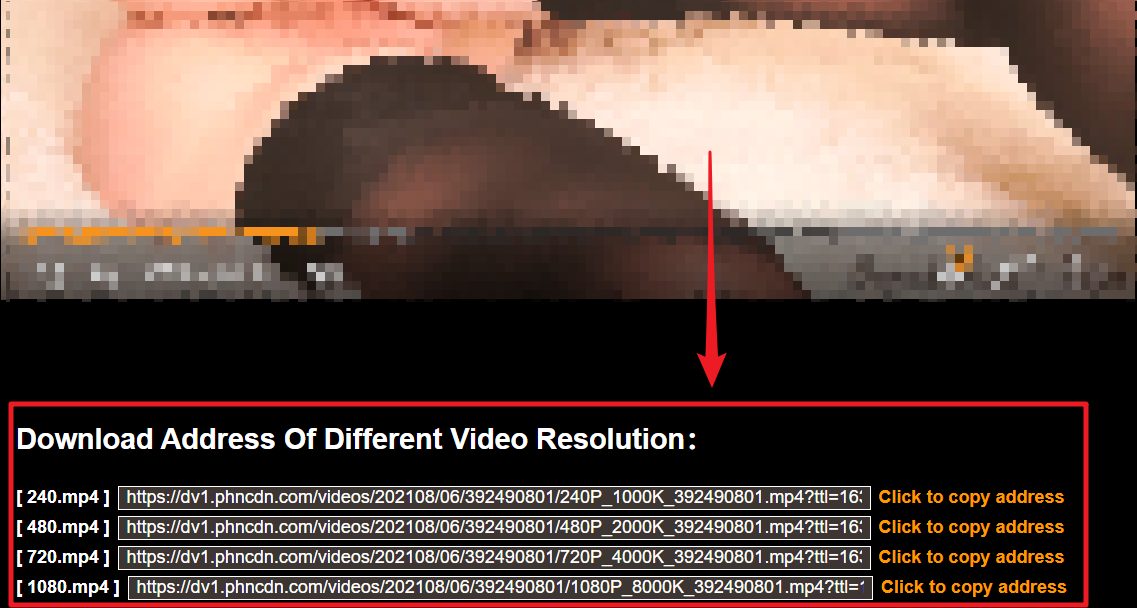 Download Address Of Different Video Resolution：
[ 240.mp4 ] https://dv1.phncdn.com/videos/202108/06/392490801/240P_1000K_392490801.mp4?ttl=16 Click to copy address
[ 480.mp4 ] https://dv1.phncdn.com/videos/202108/06/392490801/480P_2000K_392490801.mp4?ttl=16 Click to copy address
[ 720.mp4 ] https://dv1.phncdn.com/videos/202108/06/392490801/720P_4000K_392490801.mp4?ttl=16 Click to copy address
[ 1080.mp4 ] https://dv1.phncdn.com/videos/202108/06/392490801/1080P_8000K_392490801.mp4?ttl= Click to copy address